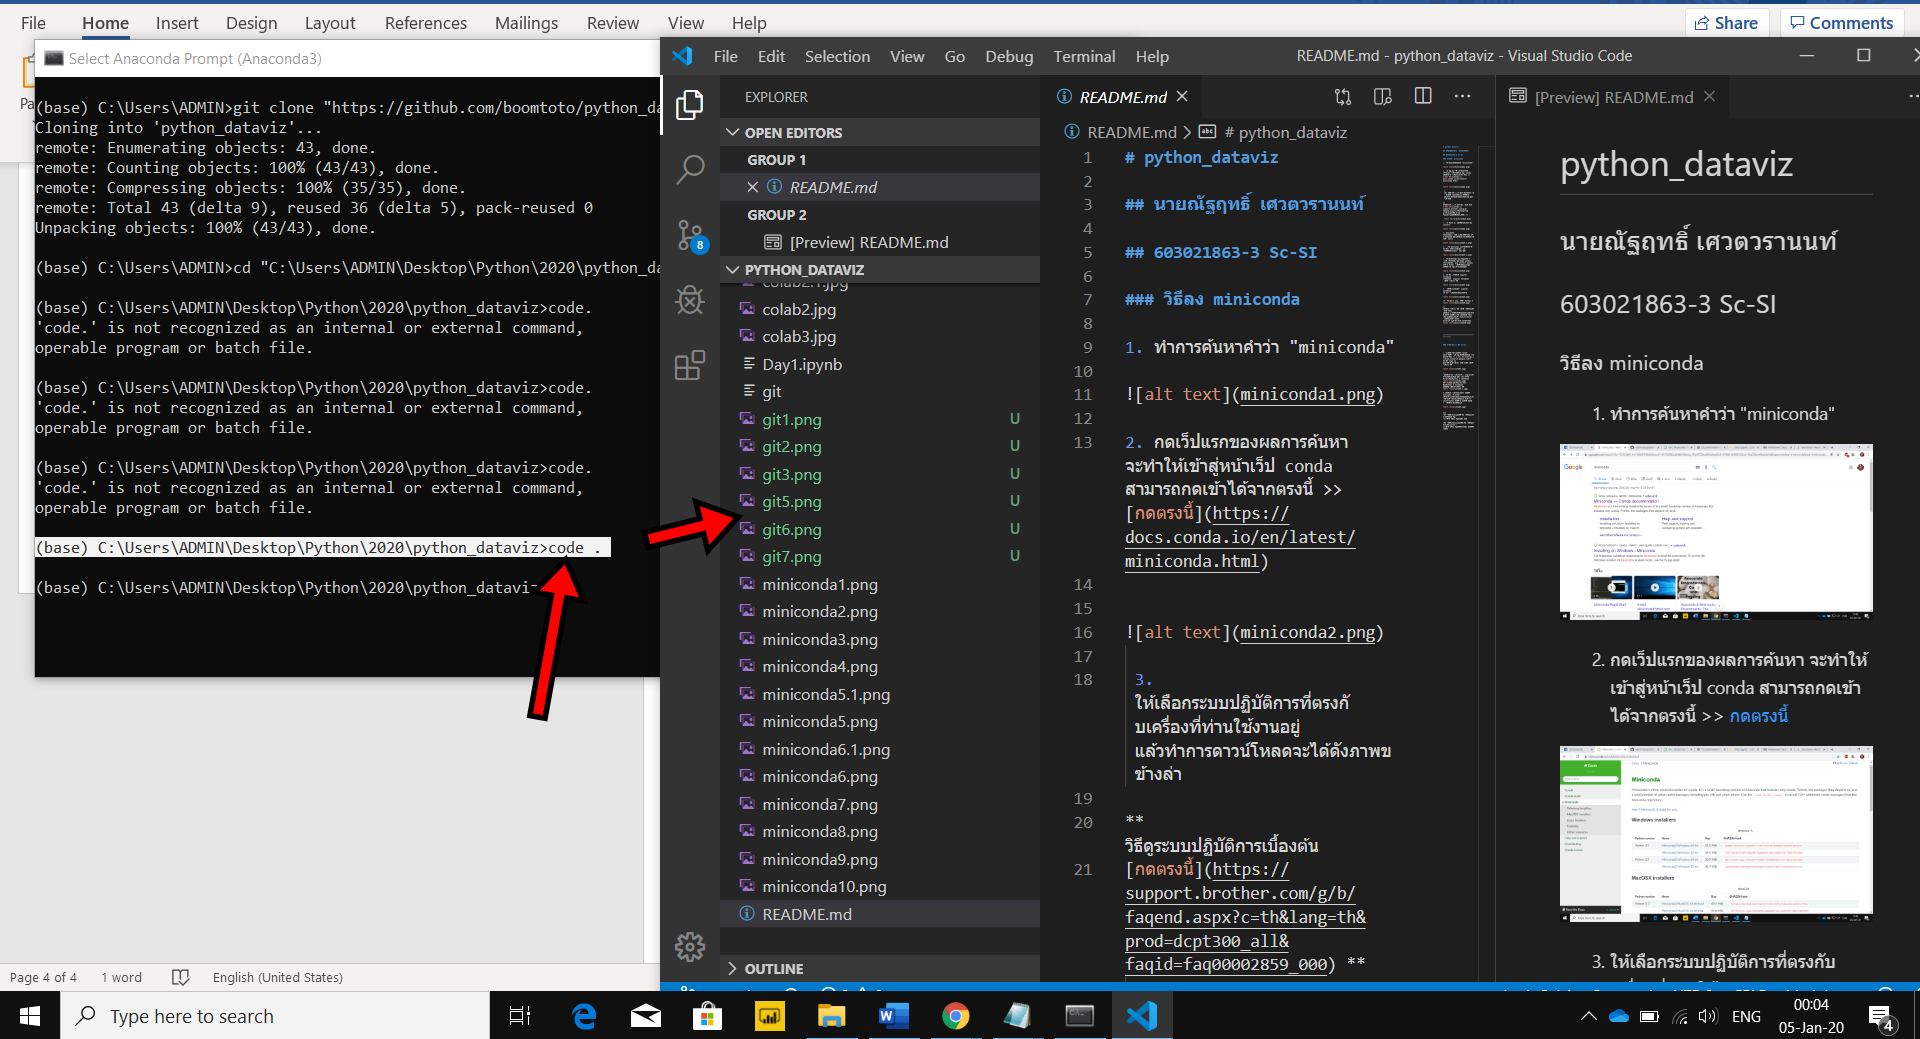 File Home Insert Design Layout References Mailings Review View Help Share Comments
Select Anaconda Prompt (Anaconda3)
(base) C:\Users\ADMIN>git clone "https://github.com/boomtoto/python_da
Cloning into 'python_dataviz'...
remote: Enumerating objects: 43, done.
remote: Counting objects: 100% (43/43), done.
remote: Compressing objects: 100% (35/35), done.
remote: Total 43 (delta 9), reused 36 (delta 5), pack-reused 0
Unpacking objects: 100% (43/43), done.
(base) C:\Users\ADMIN>cd "C:\Users\ADMIN\Desktop\Python\2020\python_da
(base) C:\Users\ADMIN\Desktop\Python\2020\python_dataviz>code.
'code.' is not recognized as an internal or external command,
operable program or batch file.
(base) C:\Users\ADMIN\Desktop\Python\2020\python_dataviz>code.
'code.' is not recognized as an internal or external command,
operable program or batch file.
(base) C:\Users\ADMIN\Desktop\Python\2020\python_dataviz>code.
'code.' is not recognized as an internal or external command,
operable program or batch file.
(base) C:\Users\ADMIN\Desktop\Python\2020\python_dataviz>code .
(base) C:\Users\ADMIN\Desktop\Python\2020\python_datavi
File Edit Selection View Go Debug Terminal Help README.md - python_dataviz - Visual Studio Code
EXPLORER
OPEN EDITORS
GROUP 1
README.md
GROUP 2
[Preview] README.md
8
PYTHON_DATAVIZ
colab2.1.jpg
colab2.jpg
colab3.jpg
Day1.ipynb
git
git1.png U
git2.png U
git3.png U
git5.png U
git6.png U
git7.png U
miniconda1.png
miniconda2.png
miniconda3.png
miniconda4.png
miniconda5.1.png
miniconda5.png
miniconda6.1.png
miniconda6.png
miniconda7.png
miniconda8.png
miniconda9.png
miniconda10.png
README.md
OUTLINE
README.md
README.md > # python_dataviz
1 # python_dataviz
2
3 ## นายณัฐฤทธิ์ เศวตวรานนท์
4
5 ## 603021863-3 Sc-SI
6
7 ### วิธีลง miniconda
8
9 1. ทำการค้นหาคำว่า "miniconda"
10
11 ![alt text](miniconda1.png)
12
13 2. กดเว็ปแรกของผลการค้นหา
จะทำให้เข้าสู่หน้าเว็ป conda
สามารถกดเข้าได้จากตรงนี้ >>
[กดตรงนี้](https://
docs.conda.io/en/latest/
miniconda.html)
14
15
16 ![alt text](miniconda2.png)
17
18 3.
ให้เลือกระบบปฏิบัติการที่ตรงกั
บเครื่องที่ท่านใช้งานอยู่
แล้วทำการดาวน์โหลดจะได้ดังภาพข
ข้างล่า
19
20 **
วิธีดูระบบปฏิบัติการเบื้องต้น
21 [กดตรงนี้](https://
support.brother.com/g/b/
faqend.aspx?c=th&lang=th&
prod=dcpt300_all&
faqid=faq00002859_000) **
[Preview] README.md
python_dataviz
นายณัฐฤทธิ์ เศวตวรานนท์
603021863-3 Sc-SI
วิธีลง miniconda
1. ทำการค้นหาคำว่า "miniconda"
Google
2. กดเว็ปแรกของผลการค้นหา จะทำให้
เข้าสู่หน้าเว็ป conda สามารถกดเข้า
ได้จากตรงนี้ >> กดตรงนี้
Miniconda
Windows installers
MacOSX installers
3. ให้เลือกระบบปฏิบัติการที่ตรงกับ
Page 4 of 4 1 word English (United States)
Type here to search
ENG
00:04
05-Jan-20
4